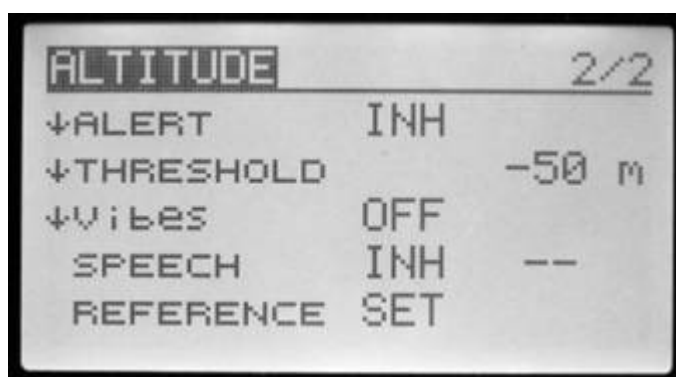 ALTITUDE 2/2
↓ALERT INH
↓THRESHOLD -50 m
↓Vibes OFF
SPEECH INH --
REFERENCE SET